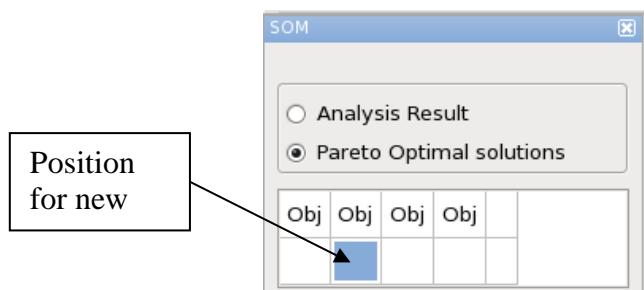 SOM
Analysis Result
Pareto Optimal solutions
Position
for new
Obj Obj Obj Obj